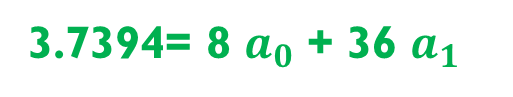 3.7394= 8 a₀ + 36 a₁